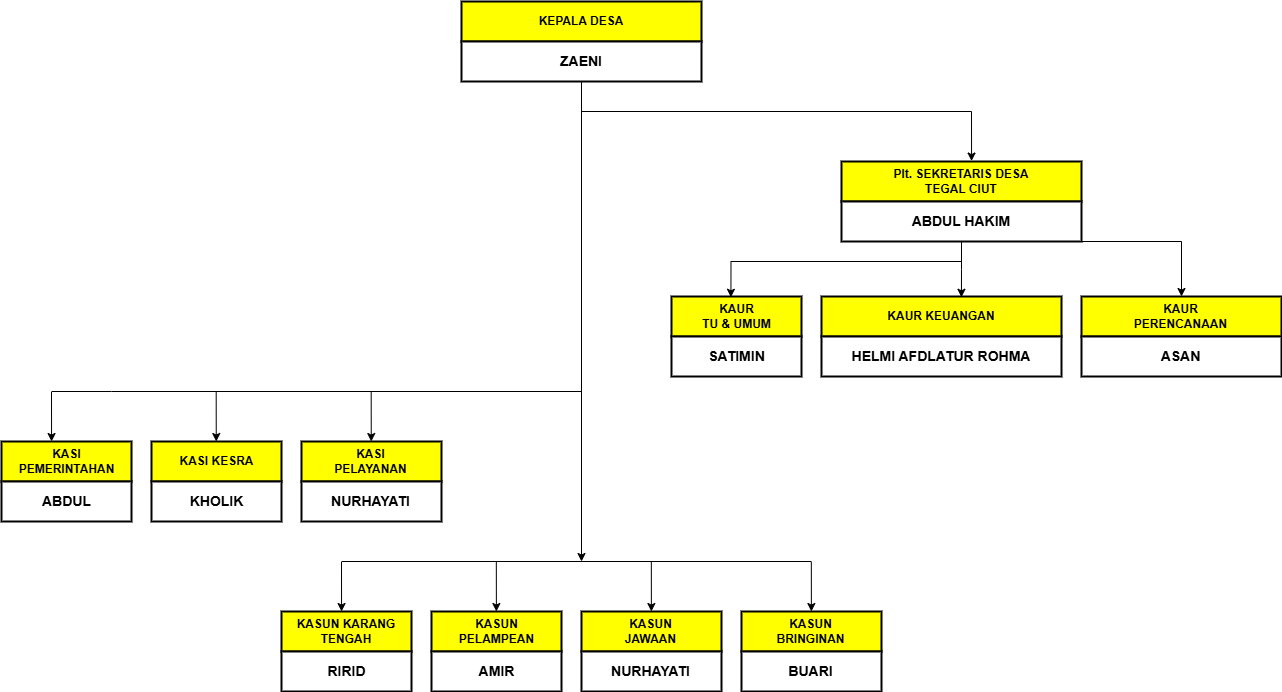 KEPALA DESA
ZAENI
Plt. SEKRETARIS DESA
TEGAL CIUT
ABDUL HAKIM
KAUR
TU & UMUM
SATIMIN
KAUR KEUANGAN
HELMI AFDLATUR ROHMA
KAUR
PERENCANAAN
ASAN
KASI
PEMERINTAHAN
ABDUL
KASI KESRA
KHOLIK
KASI
PELAYANAN
NURHAYATI
KASUN KARANG
TENGAH
RIRID
KASUN
PELAMPEAN
AMIR
KASUN
JAWAAN
NURHAYATI
KASUN
BRINGINAN
BUARI